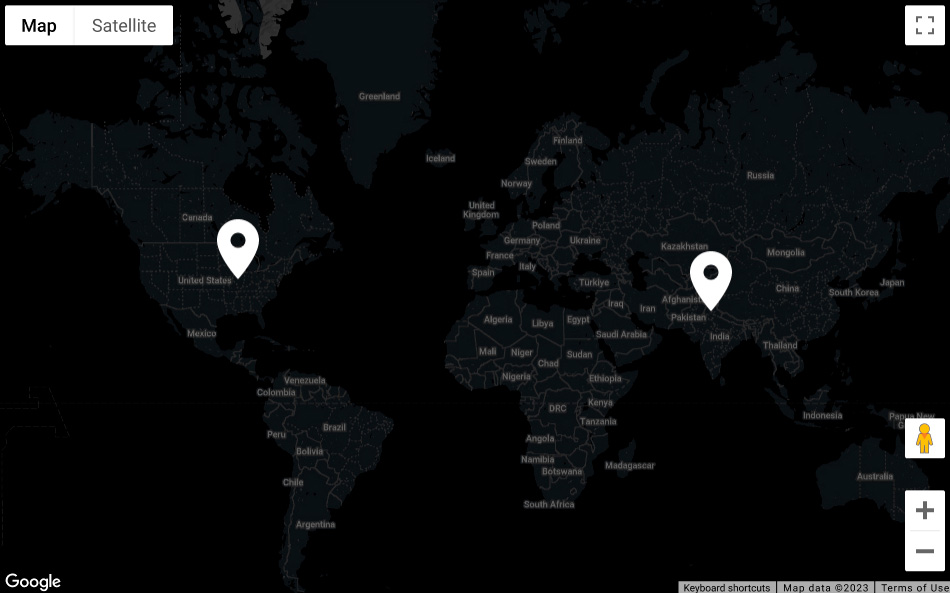 Map
Satellite
Greenland
Finland
Iceland
Sweden
Russia
Norway
United
Kingdom
Canada
Poland
Germany
Ukraine
Kazakhstan
Mongolia
France
Italy
Spain
United States
Türkiye
Japan
China
South Korea
Iraq
Iran
Pakistan
Algeria
Libya
Egypt
Saudi Arabia
India
Mexico
Thailand
Mali
Niger
Sudan
Chad
Nigeria
Ethiopia
Venezuela
Colombia
Kenya
DRC
Indonesia
Papua New
Tanzania
Brazil
Peru
Angola
Bolivia
Namibia
Botswana
Madagascar
Australia
Chile
South Africa
Argentina
Google
Keyboard shortcuts
Map data ©2023
Terms of Use